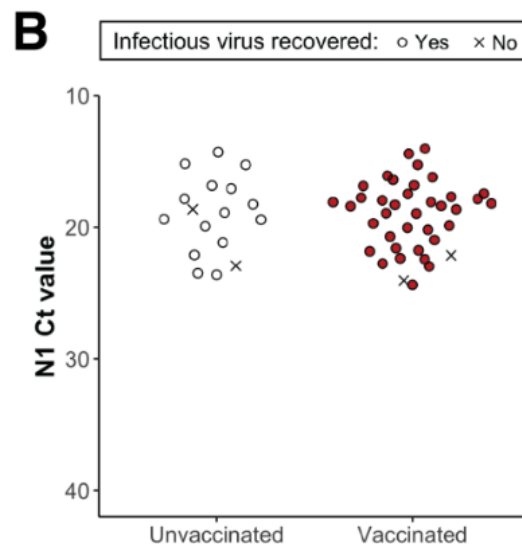 B
Infectious virus recovered: ○ Yes × No
10
20
30
40
N1 Ct value
Unvaccinated Vaccinated